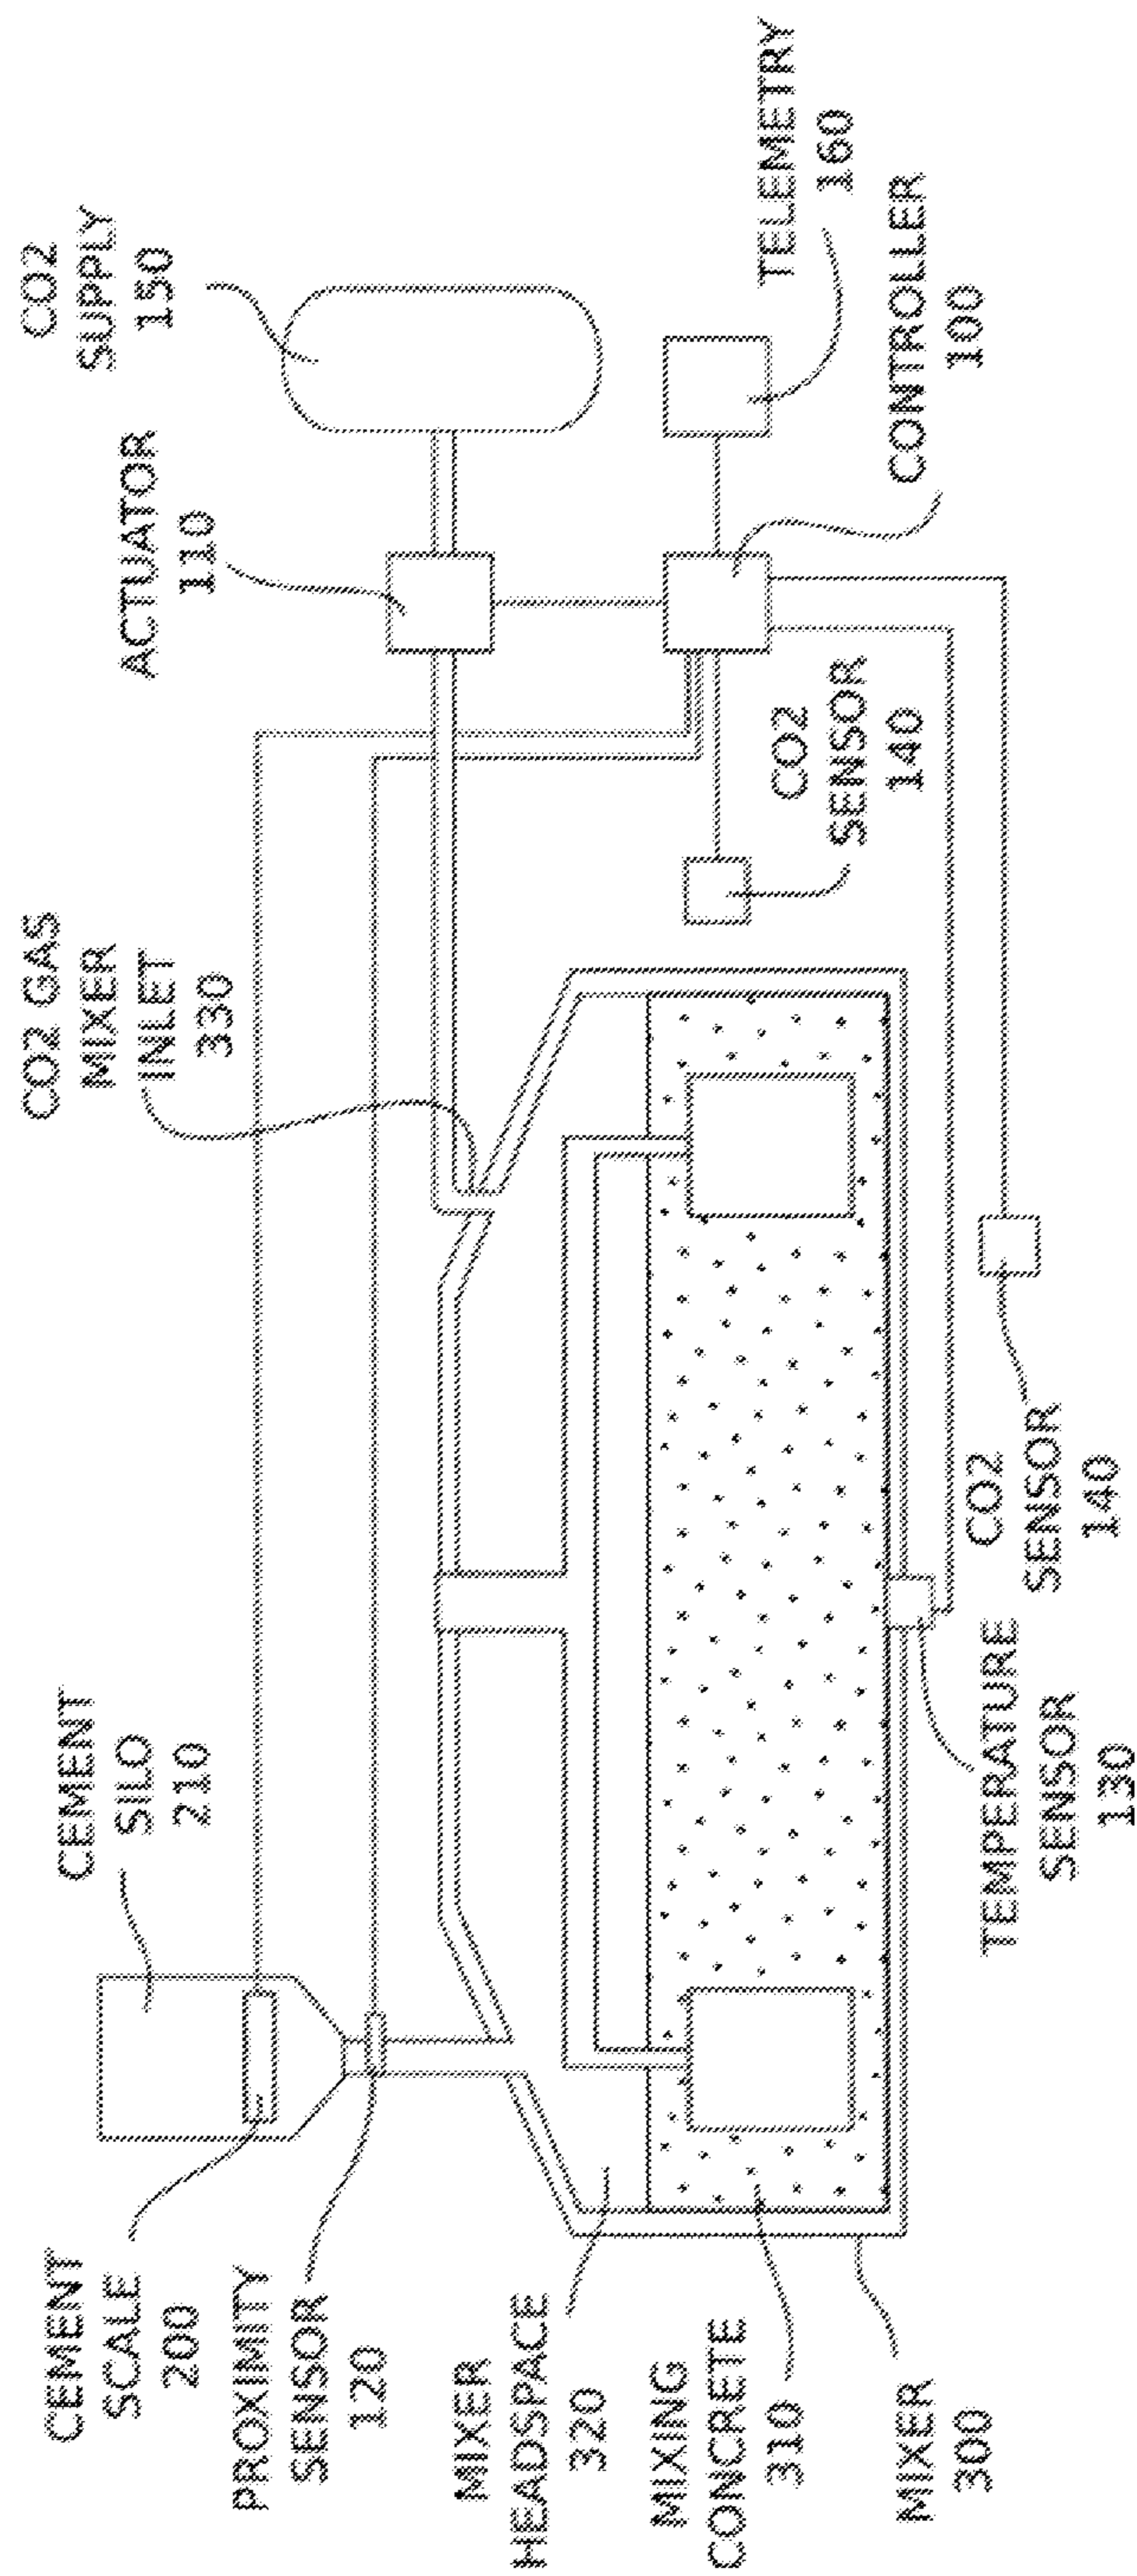 CEMENT
SCALE
200
PROXIMITY
SENSOR
120
MIXER
HEADSPACE
320
MIXING
CONCRETE
310
MIXER
300
CEMENT
SILO
210
TEMPERATURE
SENSOR
130
CO2
SENSOR
140
CO2 GAS
MIXER
INLET
330
CO2
SENSOR
140
ACTUATOR
110
CO2
SUPPLY
150
CONTROLLER
100
TELEMETRY
160